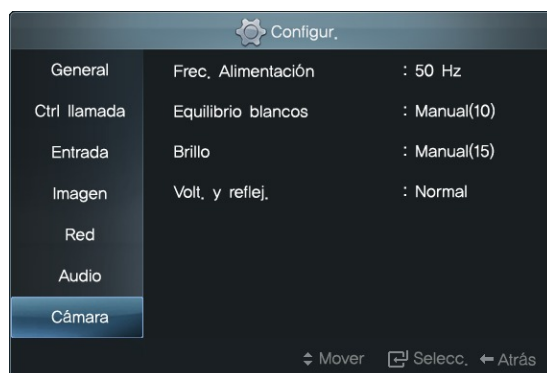 Configur.
General
Frec. Alimentación : 50 Hz
Ctrl llamada
Equilibrio blancos : Manual(10)
Entrada
Brillo : Manual(15)
Imagen
Volt. y reflej. : Normal
Red
Audio
Cámara
Mover Selecc. Atrás